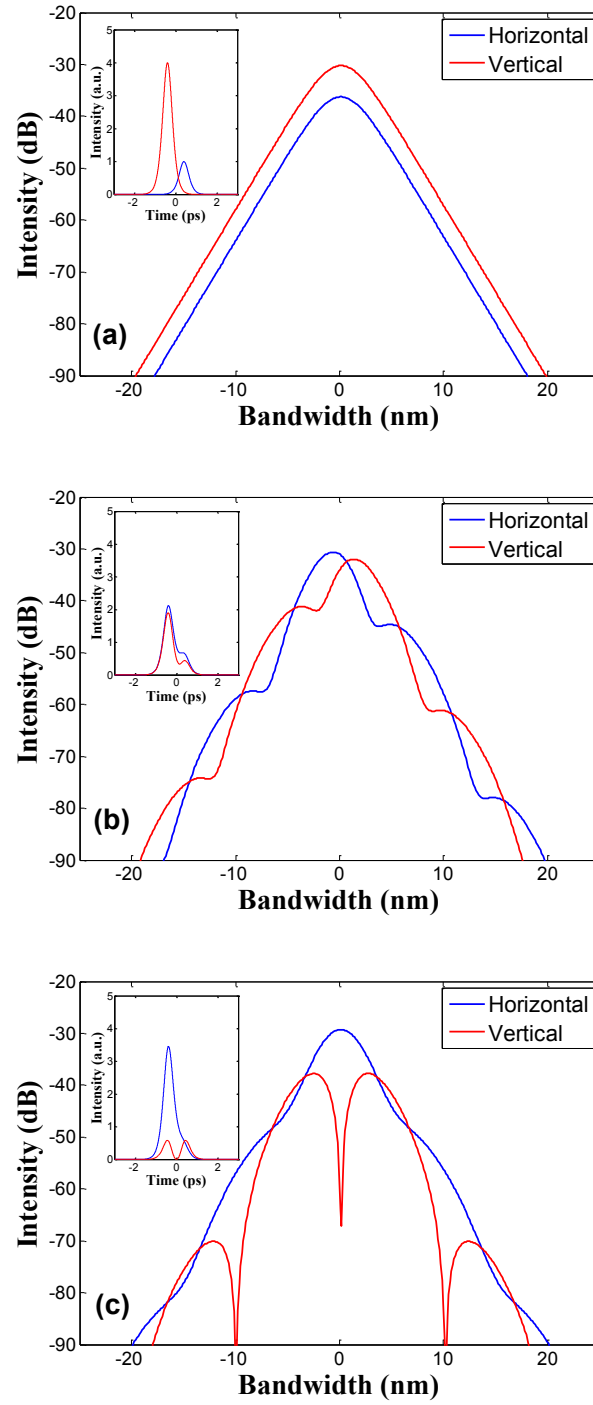 -20
-30
-40
-50
-60
-70
-80
-90
Intensity (dB)
Horizontal
Vertical
5
4
3
2
1
0
Intensity (a.u.)
-2 0 2
Time (ps)
(a)
-20 -10 0 10 20
Bandwidth (nm)
-20
-30
-40
-50
-60
-70
-80
-90
Intensity (dB)
Horizontal
Vertical
5
4
3
2
1
0
Intensity (a.u.)
-2 0 2
Time (ps)
(b)
-20 -10 0 10 20
Bandwidth (nm)
-20
-30
-40
-50
-60
-70
-80
-90
Intensity (dB)
Horizontal
Vertical
5
4
3
2
1
0
Intensity (a.u.)
-2 0 2
Time (ps)
(c)
-20 -10 0 10 20
Bandwidth (nm)